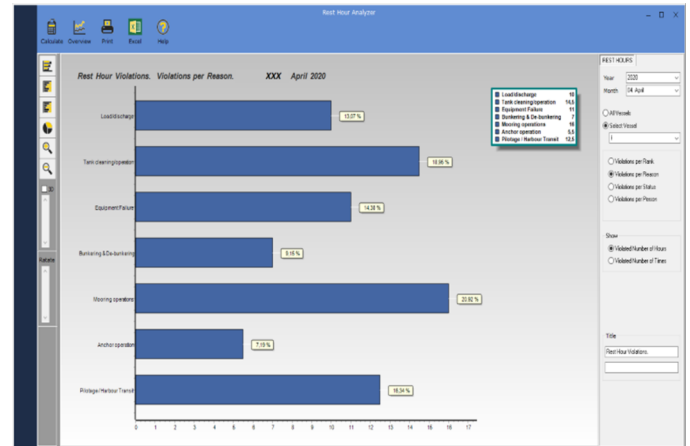 Rest Hour Analyzer
Calculate Overview Print Excel Help
Rest Hour Violations. Violations per Reason. XXX April 2020
Load/discharge 10
Tank cleaning/operation 14,5
Equipment Failure 11
Bunkering & De-bunkering 7
Mooring operations 16
Anchor operation 5,5
Pilotage / Harbour Transit 12,5
Load/discharge
13,07 %
Tank cleaning/operation
18,95 %
Equipment Failure
14,38 %
Bunkering & De-bunkering
9,15 %
Mooring operations
20,92 %
Anchor operation
7,19 %
Pilotage / Harbour Transit
16,34 %
0 1 2 3 4 5 6 7 8 9 10 11 12 13 14 15 16 17
3D
Rotate
REST HOURS
Year 2020
Month 04. April
All Vessels
Select Vessel
Violations per Rank
Violations per Reason
Violations per Status
Violations per Person
Show
Violated Number of Hours
Violated Number of Times
Title
Rest Hour Violations.